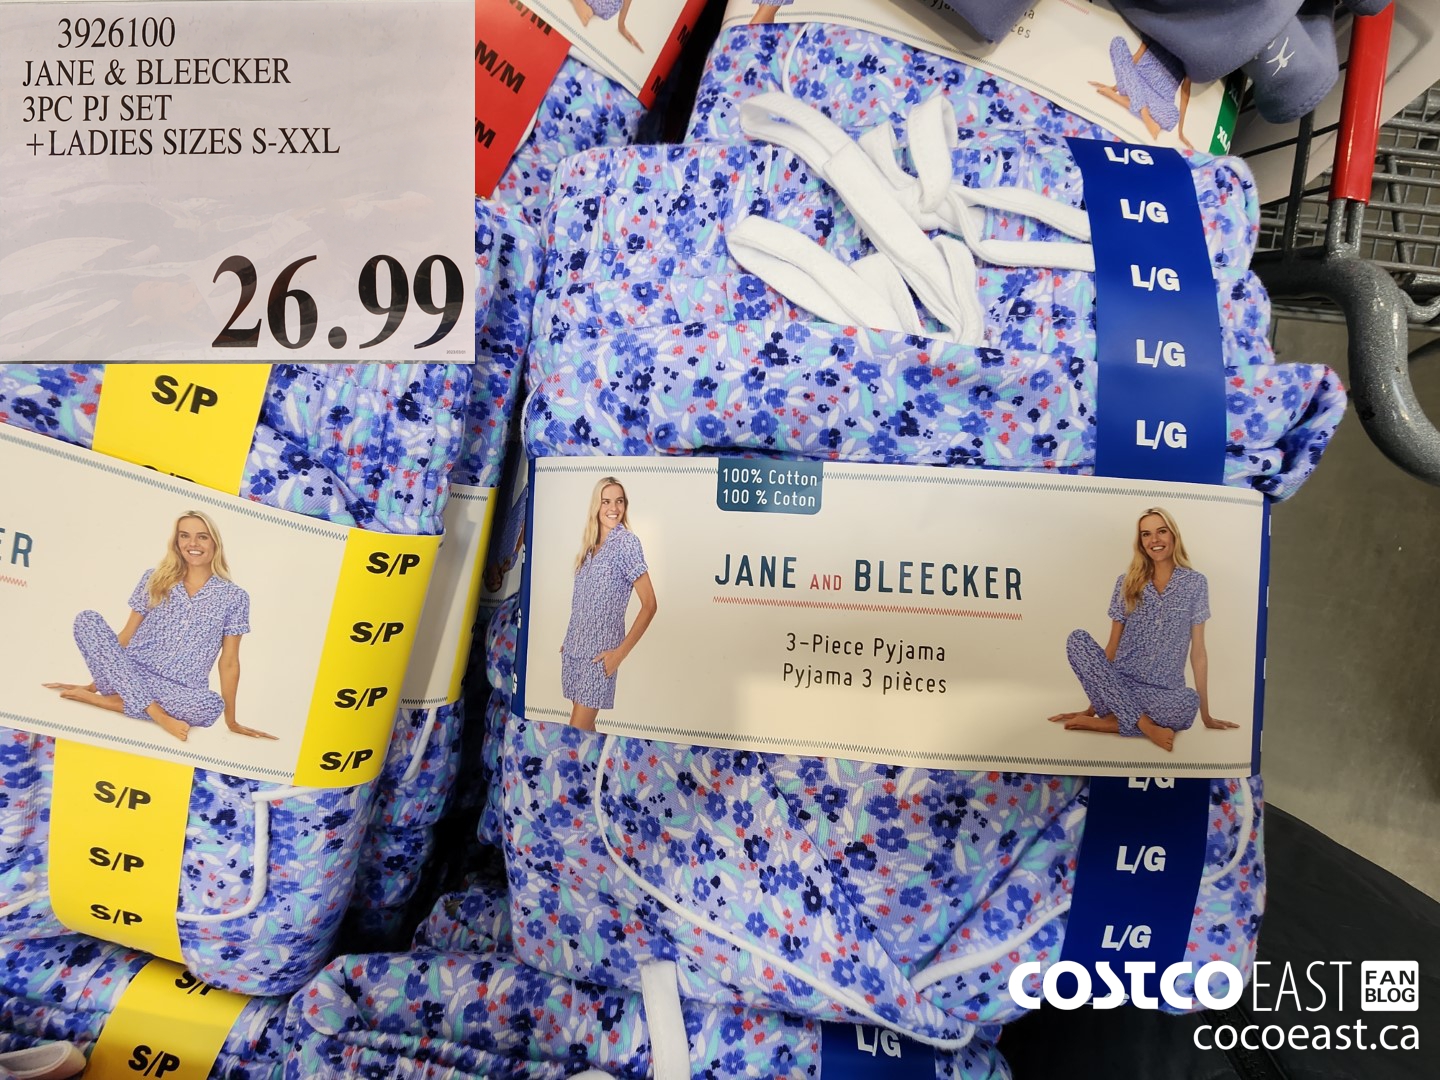 3926100
JANE & BLEECKER
3PC PJ SET
+LADIES SIZES S-XXL
26.99
M/M
M/M
L/G
L/G
L/G
L/G
L/G
S/P
100% Cotton
100 % Coton
JANE AND BLEECKER
3-Piece Pyjama
Pyjama 3 pièces
ER
S/P
S/P
S/P
S/P
S/P
S/P
S/P
L/G
L/G
L/G
S/P
S/P
L/G
COSTCO EAST FAN BLOG
cocoeast.ca